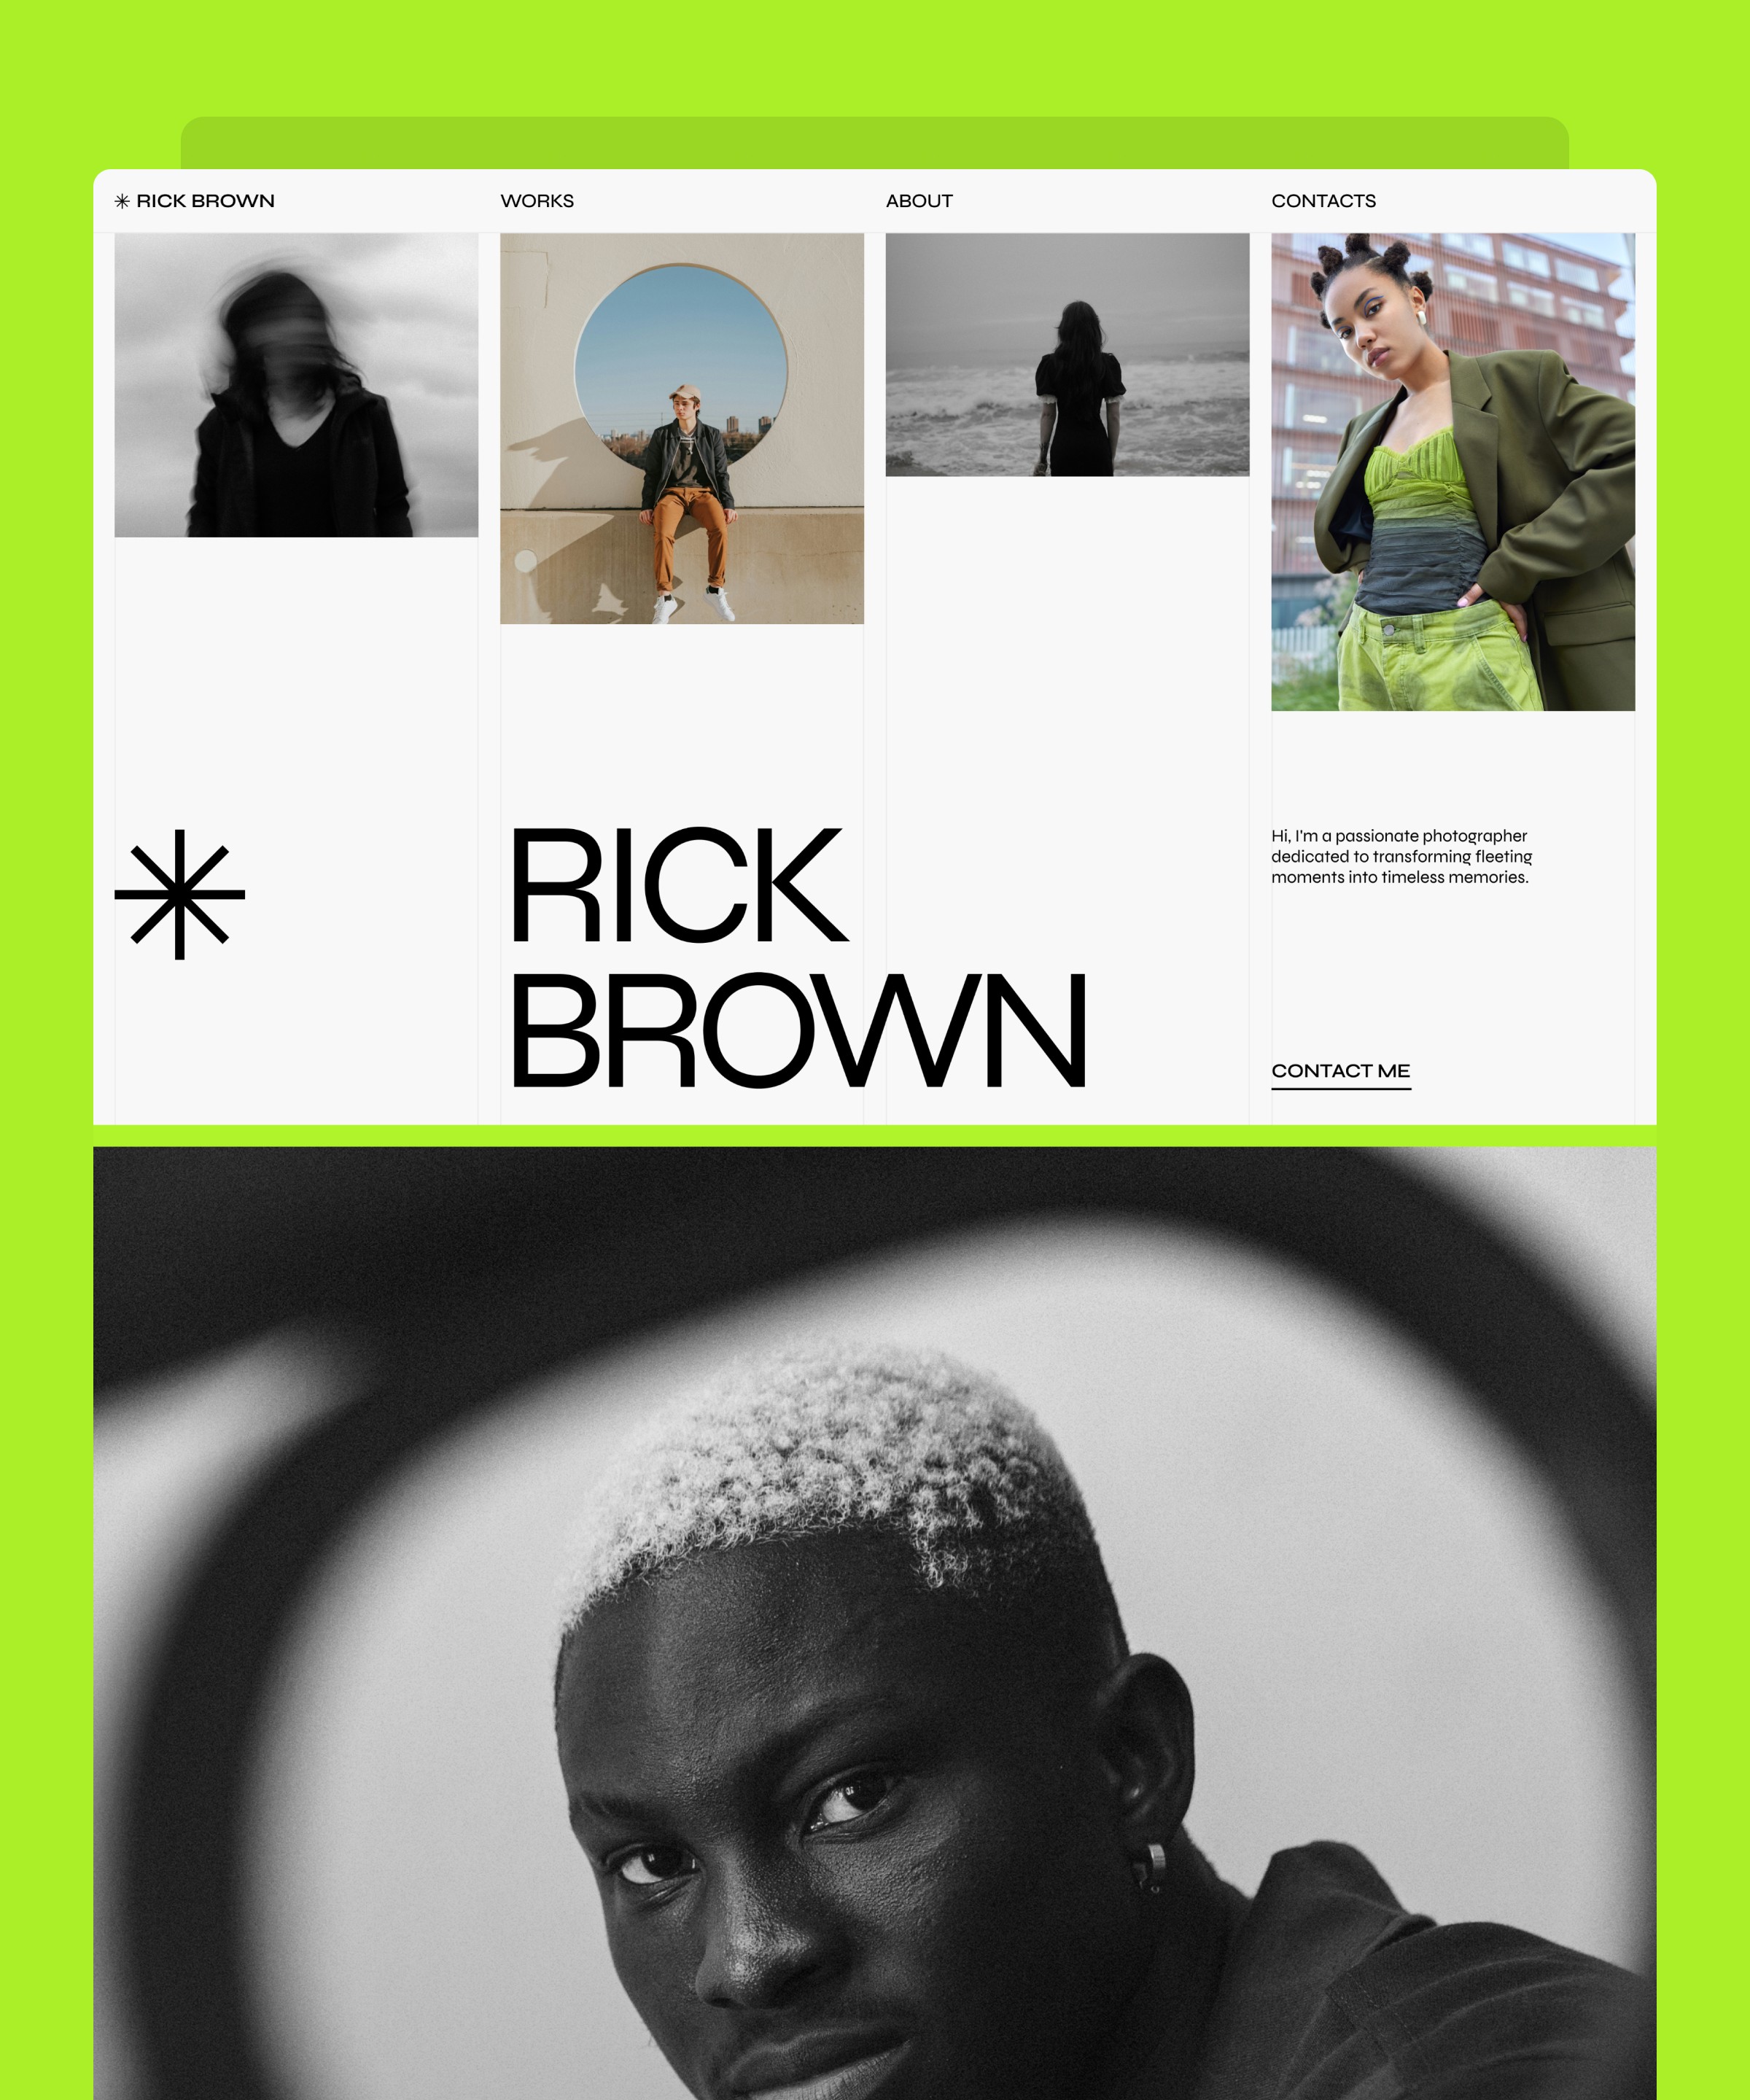 RICK BROWN
WORKS
ABOUT
CONTACTS
RICK
BROWN
Hi, I'm a passionate photographer
dedicated to transforming fleeting
moments into timeless memories.
CONTACT ME